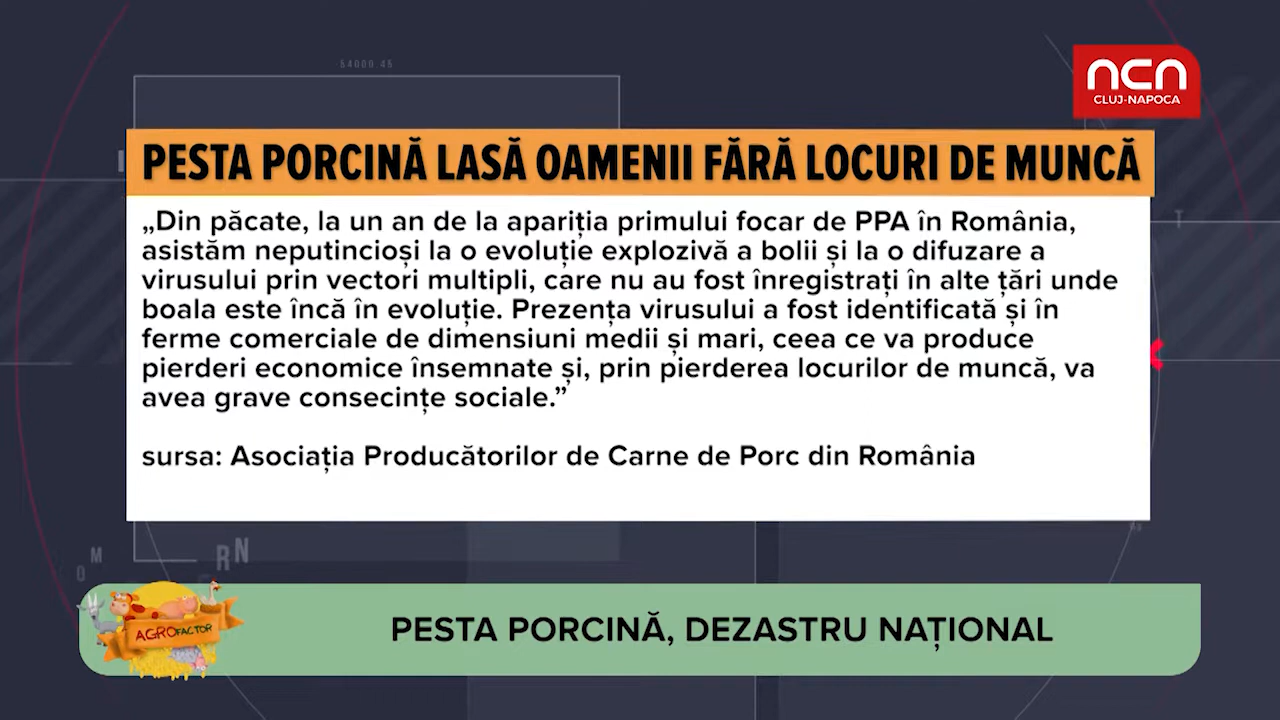 54000.45
ncn
CLUJ-NAPOCA
PESTA PORCINĂ LASĂ OAMENII FĂRĂ LOCURI DE MUNCĂ
„Din păcate, la un an de la apariția primului focar de PPA în România,
asistăm neputincioși la o evoluție explozivă a bolii și la o difuzare a
virusului prin vectori multipli, care nu au fost înregistrați în alte țări unde
boala este încă în evoluție. Prezența virusului a fost identificată și în
ferme comerciale de dimensiuni medii și mari, ceea ce va produce
pierderi economice însemnate și, prin pierderea locurilor de muncă, va
avea grave consecințe sociale.”
sursa: Asociația Producătorilor de Carne de Porc din România
M
O
RN
T
AGROFACTOR
PESTA PORCINĂ, DEZASTRU NAȚIONAL